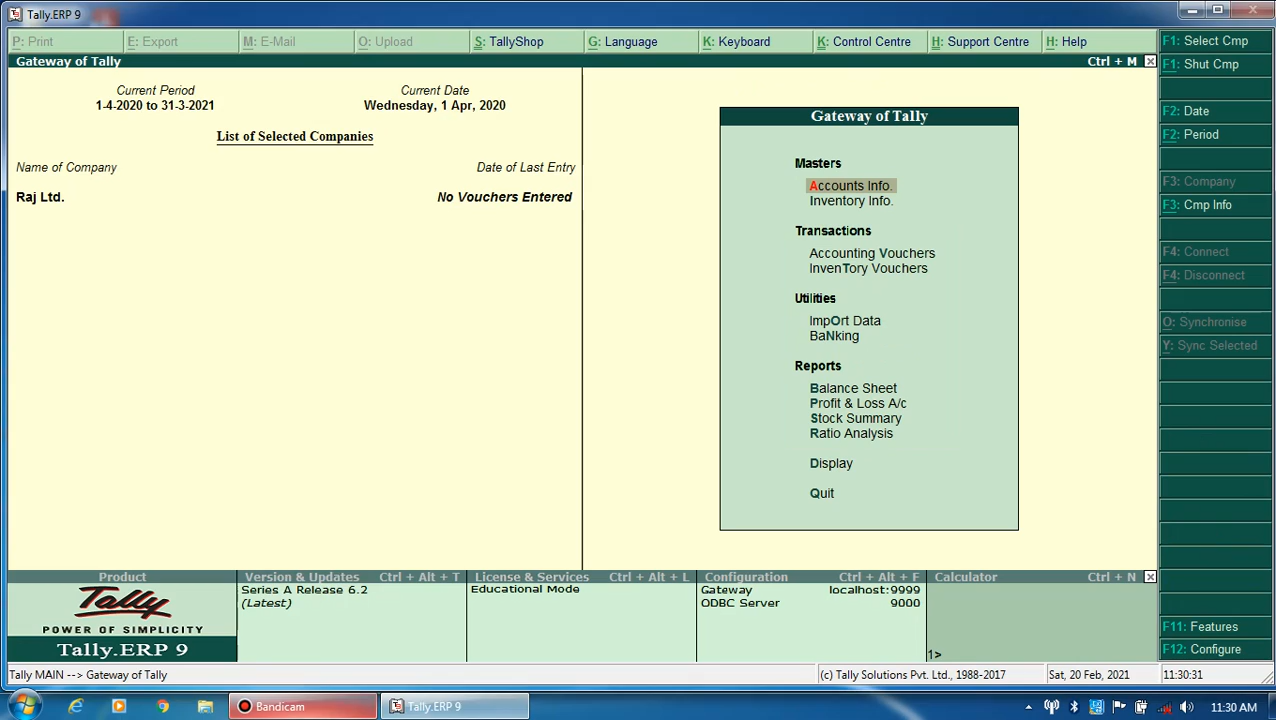 Tally.ERP 9
P: Print
E: Export
M: E-Mail
O: Upload
S: TallyShop
G: Language
K: Keyboard
K: Control Centre
H: Support Centre
H: Help
Gateway of Tally
Ctrl + M
Current Period
1-4-2020 to 31-3-2021
Current Date
Wednesday, 1 Apr, 2020
List of Selected Companies
Name of Company
Date of Last Entry
Raj Ltd.
No Vouchers Entered
Gateway of Tally
Masters
Accounts Info.
Inventory Info.
Transactions
Accounting Vouchers
InvenTory Vouchers
Utilities
ImpOrt Data
BaNking
Reports
Balance Sheet
Profit & Loss A/c
Stock Summary
Ratio Analysis
Display
Quit
F1: Select Cmp
F1: Shut Cmp
F2: Date
F2: Period
F3: Company
F3: Cmp Info
F4: Connect
F4: Disconnect
O: Synchronise
Y: Sync Selected
F11: Features
F12: Configure
Product
Tally
POWER OF SIMPLICITY
Tally.ERP 9
Version & Updates Ctrl + Alt + T
Series A Release 6.2
(Latest)
License & Services Ctrl + Alt + L
Educational Mode
Configuration Ctrl + Alt + F
Gateway localhost:9999
ODBC Server 9000
Calculator Ctrl + N
1>
Tally MAIN --> Gateway of Tally
(c) Tally Solutions Pvt. Ltd., 1988-2017
Sat, 20 Feb, 2021
11:30:31
Bandicam
Tally.ERP 9
11:30 AM